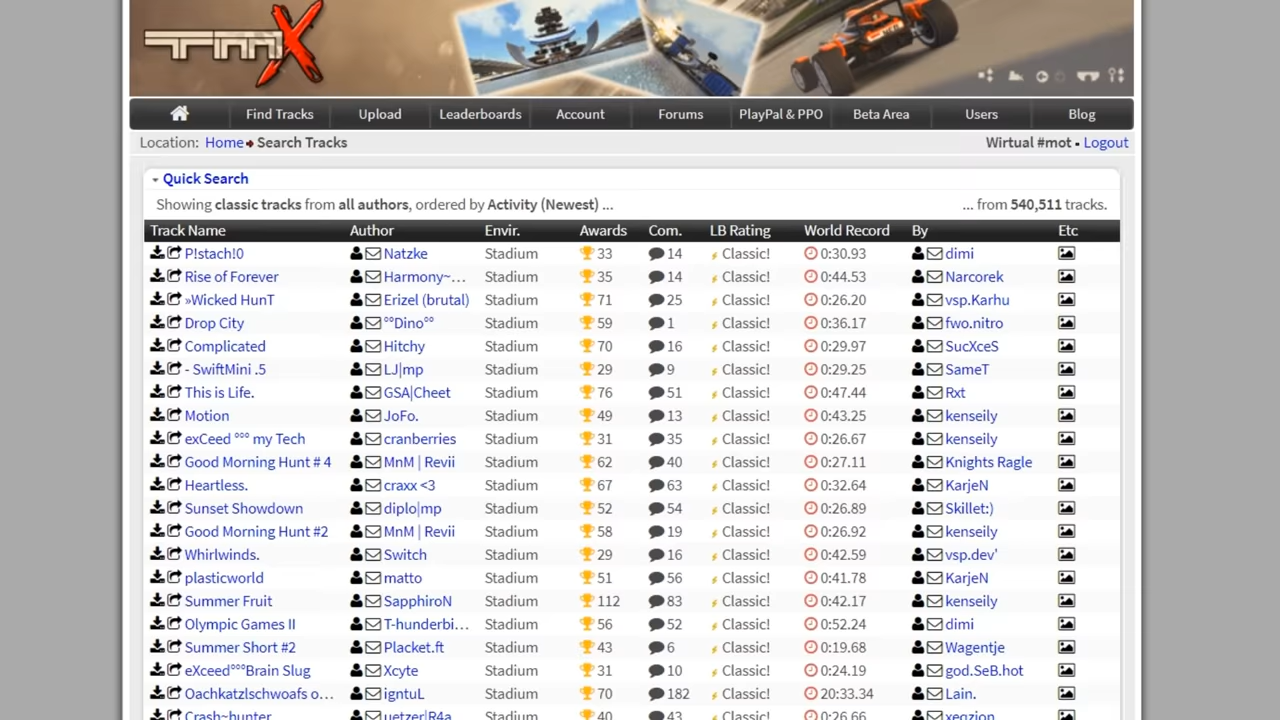 TMX
Find Tracks Upload Leaderboards Account Forums PlayPal & PPO Beta Area Users Blog
Location: Home Search Tracks Wirtual #mot • Logout
Quick Search
Showing classic tracks from all authors, ordered by Activity (Newest) ... ... from 540,511 tracks.
Track Name Author Envir. Awards Com. LB Rating World Record By Etc
P!stach!0 Natzke Stadium 33 14 Classic! 0:30.93 dimi
Rise of Forever Harmony~... Stadium 35 14 Classic! 0:44.53 Narcorek
»Wicked HunT Erizel (brutal) Stadium 71 25 Classic! 0:26.20 vsp.Karhu
Drop City °°Dino°° Stadium 59 1 Classic! 0:36.17 fwo.nitro
Complicated Hitchy Stadium 70 16 Classic! 0:29.97 SucXceS
- SwiftMini .5 LJ|mp Stadium 29 9 Classic! 0:29.25 SameT
This is Life. GSA|Cheet Stadium 76 51 Classic! 0:47.44 Rxt
Motion JoFo. Stadium 49 13 Classic! 0:43.25 kenseily
exCeed °°° my Tech cranberries Stadium 31 35 Classic! 0:26.67 kenseily
Good Morning Hunt # 4 MnM | Revii Stadium 62 40 Classic! 0:27.11 Knights Ragle
Heartless. craxx <3 Stadium 67 63 Classic! 0:32.64 KarjeN
Sunset Showdown diplo|mp Stadium 52 54 Classic! 0:26.89 Skillet:)
Good Morning Hunt #2 MnM | Revii Stadium 58 19 Classic! 0:26.92 kenseily
Whirlwinds. Switch Stadium 29 16 Classic! 0:42.59 vsp.dev'
plasticworld matto Stadium 51 56 Classic! 0:41.78 KarjeN
Summer Fruit SapphiroN Stadium 112 83 Classic! 0:42.17 kenseily
Olympic Games II T-hunderbi... Stadium 56 52 Classic! 0:52.24 dimi
Summer Short #2 Placket.ft Stadium 43 6 Classic! 0:19.68 Wagentje
eXceed°°°Brain Slug Xcyte Stadium 31 10 Classic! 0:24.19 god.SeB.hot
Oachkatzlschwoafs o... igntuL Stadium 70 182 Classic! 20:33.34 Lain.
Crash~hunter uetzer|R4a Stadium 40 43 Classic! 0:26.66 xeqzion